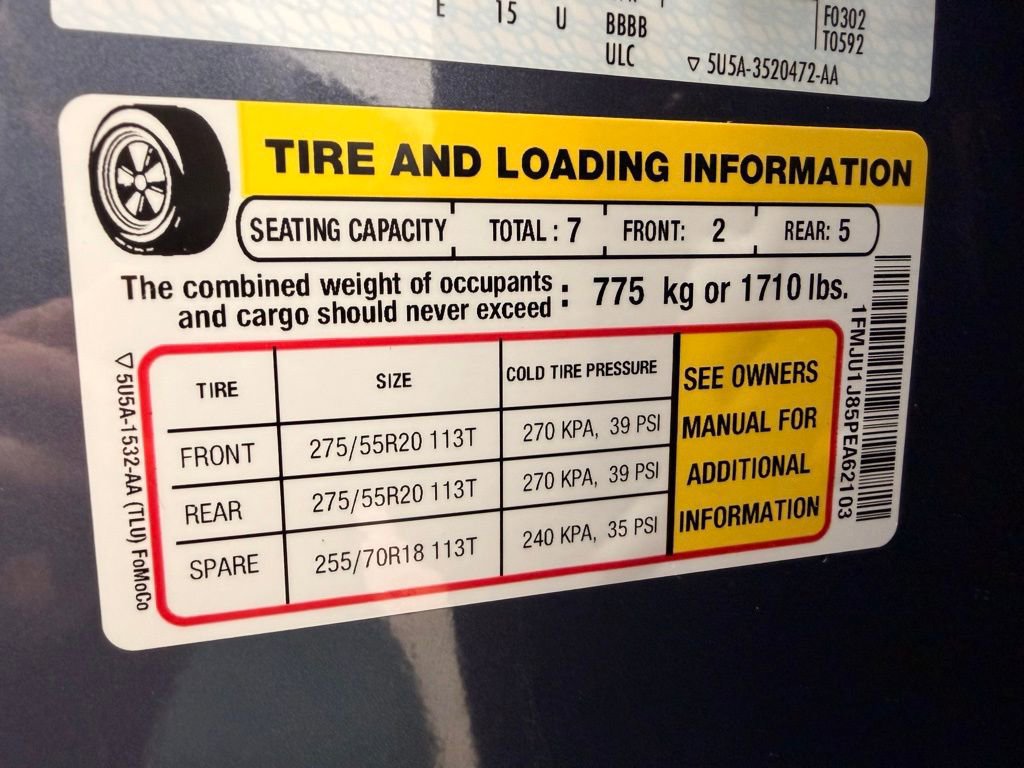 E 15 U BBBB F0302
ULC T0592
▽ 5U5A-3520472-AA
TIRE AND LOADING INFORMATION
SEATING CAPACITY TOTAL : 7 FRONT: 2 REAR: 5
The combined weight of occupants
and cargo should never exceed : 775 kg or 1710 lbs.
TIRE SIZE COLD TIRE PRESSURE
FRONT 275/55R20 113T 270 KPA, 39 PSI
REAR 275/55R20 113T 270 KPA, 39 PSI
SPARE 255/70R18 113T 240 KPA, 35 PSI
SEE OWNERS
MANUAL FOR
ADDITIONAL
INFORMATION
▽ 5U5A-1532-AA (TLU) FoMoCo
1FMJU1J85PEA62103